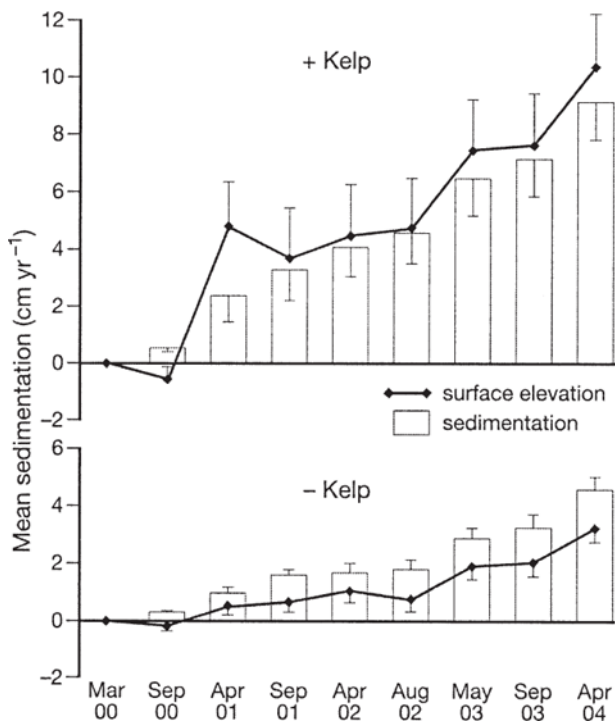 12
+ Kelp
10
8
6
4
2
0
−2
surface elevation
sedimentation
Mean sedimentation (cm yr⁻¹)
6
− Kelp
4
2
0
−2
Mar Sep Apr Sep Apr Aug May Sep Apr
00 00 01 01 02 02 03 03 04